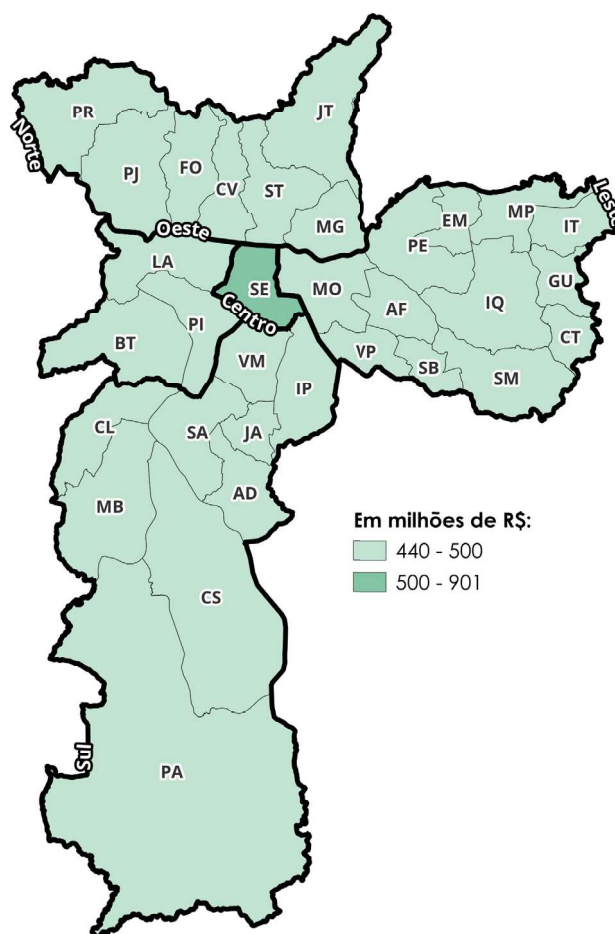 JT
PR
Norte
FO
PJ
CV
ST
Leste
MP
EM
IT
MG
Oeste
PE
LA
GU
SE
MO
IQ
Centro
AF
PI
CT
BT
VP
VM
SB
SM
IP
CL
SA
JA
AD
MB
Em milhões de R$:
440 - 500
500 - 901
CS
Sul
PA